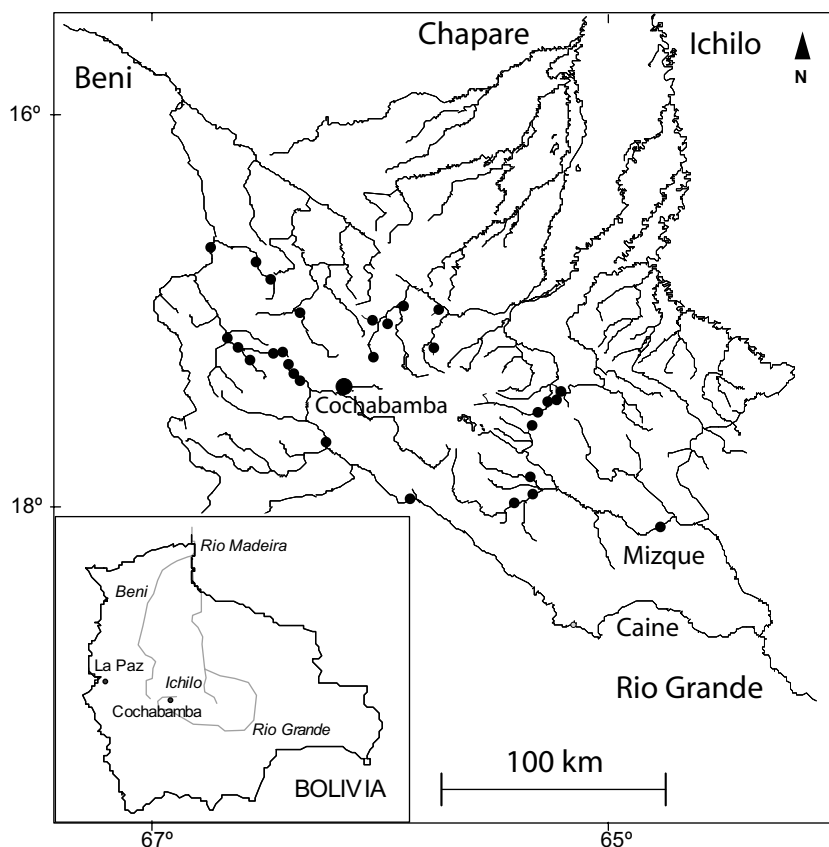 Chapare
Ichilo
Beni
N
16º
Cochabamba
18º
Mizque
Caine
Rio Grande
Rio Madeira
Beni
La Paz
Ichilo
Cochabamba
Rio Grande
BOLIVIA
100 km
67º
65º